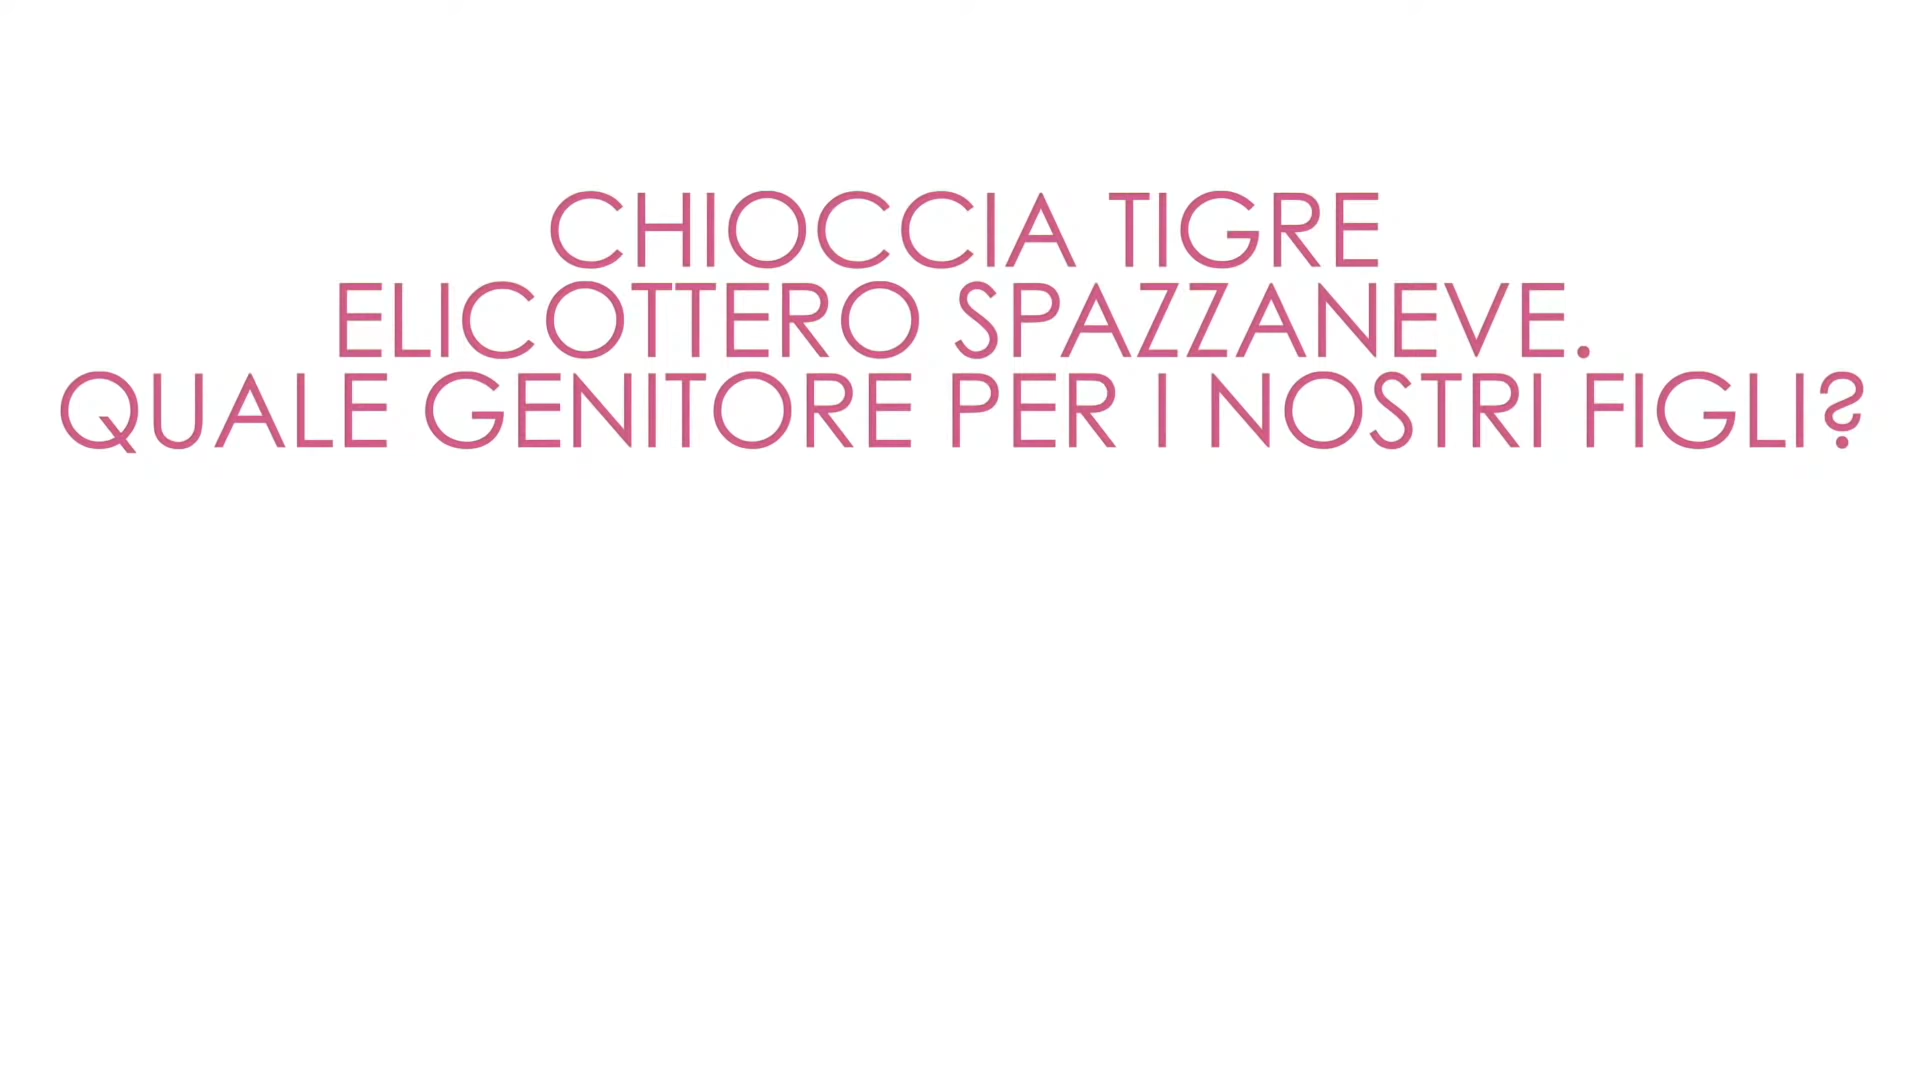 CHIOCCIA TIGRE
ELICOTTERO SPAZZANEVE.
QUALE GENITORE PER I NOSTRI FIGLI?